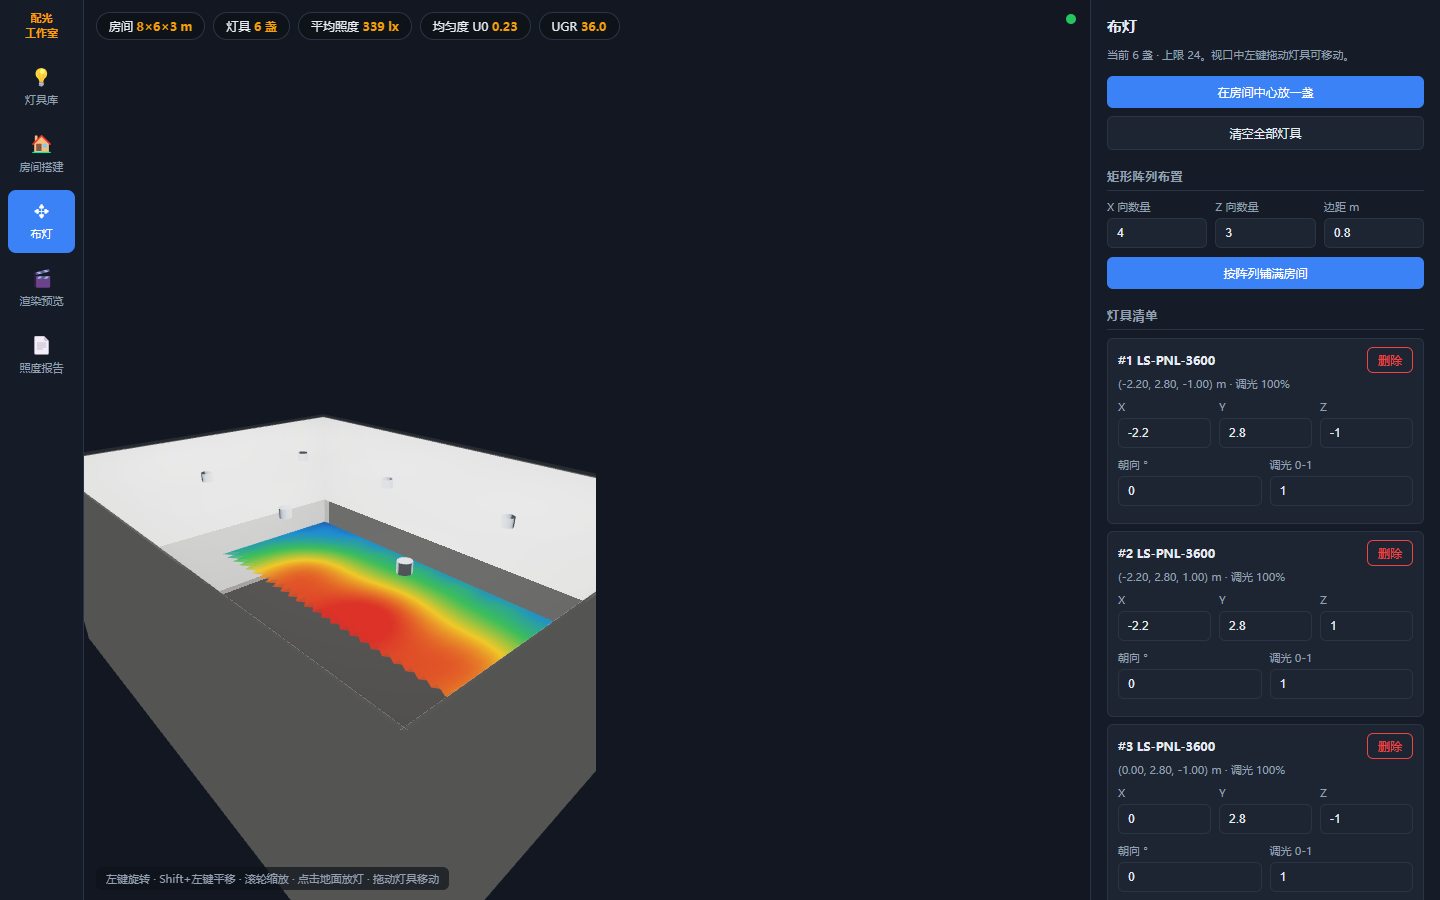 配光
工作室
灯具库
房间搭建
布灯
渲染预览
照度报告
房间 8×6×3 m
灯具 6 盏
平均照度 339 lx
均匀度 U0 0.23
UGR 36.0
左键旋转 · Shift+左键平移 · 滚轮缩放 · 点击地面放灯 · 拖动灯具移动
布灯
当前 6 盏 · 上限 24。视口中左键拖动灯具可移动。
在房间中心放一盏
清空全部灯具
矩形阵列布置
X 向数量 Z 向数量 边距 m
4 3 0.8
按阵列铺满房间
灯具清单
#1 LS-PNL-3600 删除
(-2.20, 2.80, -1.00) m · 调光 100%
X Y Z
-2.2 2.8 -1
朝向 ° 调光 0-1
0 1
#2 LS-PNL-3600 删除
(-2.20, 2.80, 1.00) m · 调光 100%
X Y Z
-2.2 2.8 1
朝向 ° 调光 0-1
0 1
#3 LS-PNL-3600 删除
(0.00, 2.80, -1.00) m · 调光 100%
X Y Z
0 2.8 -1
朝向 ° 调光 0-1
0 1